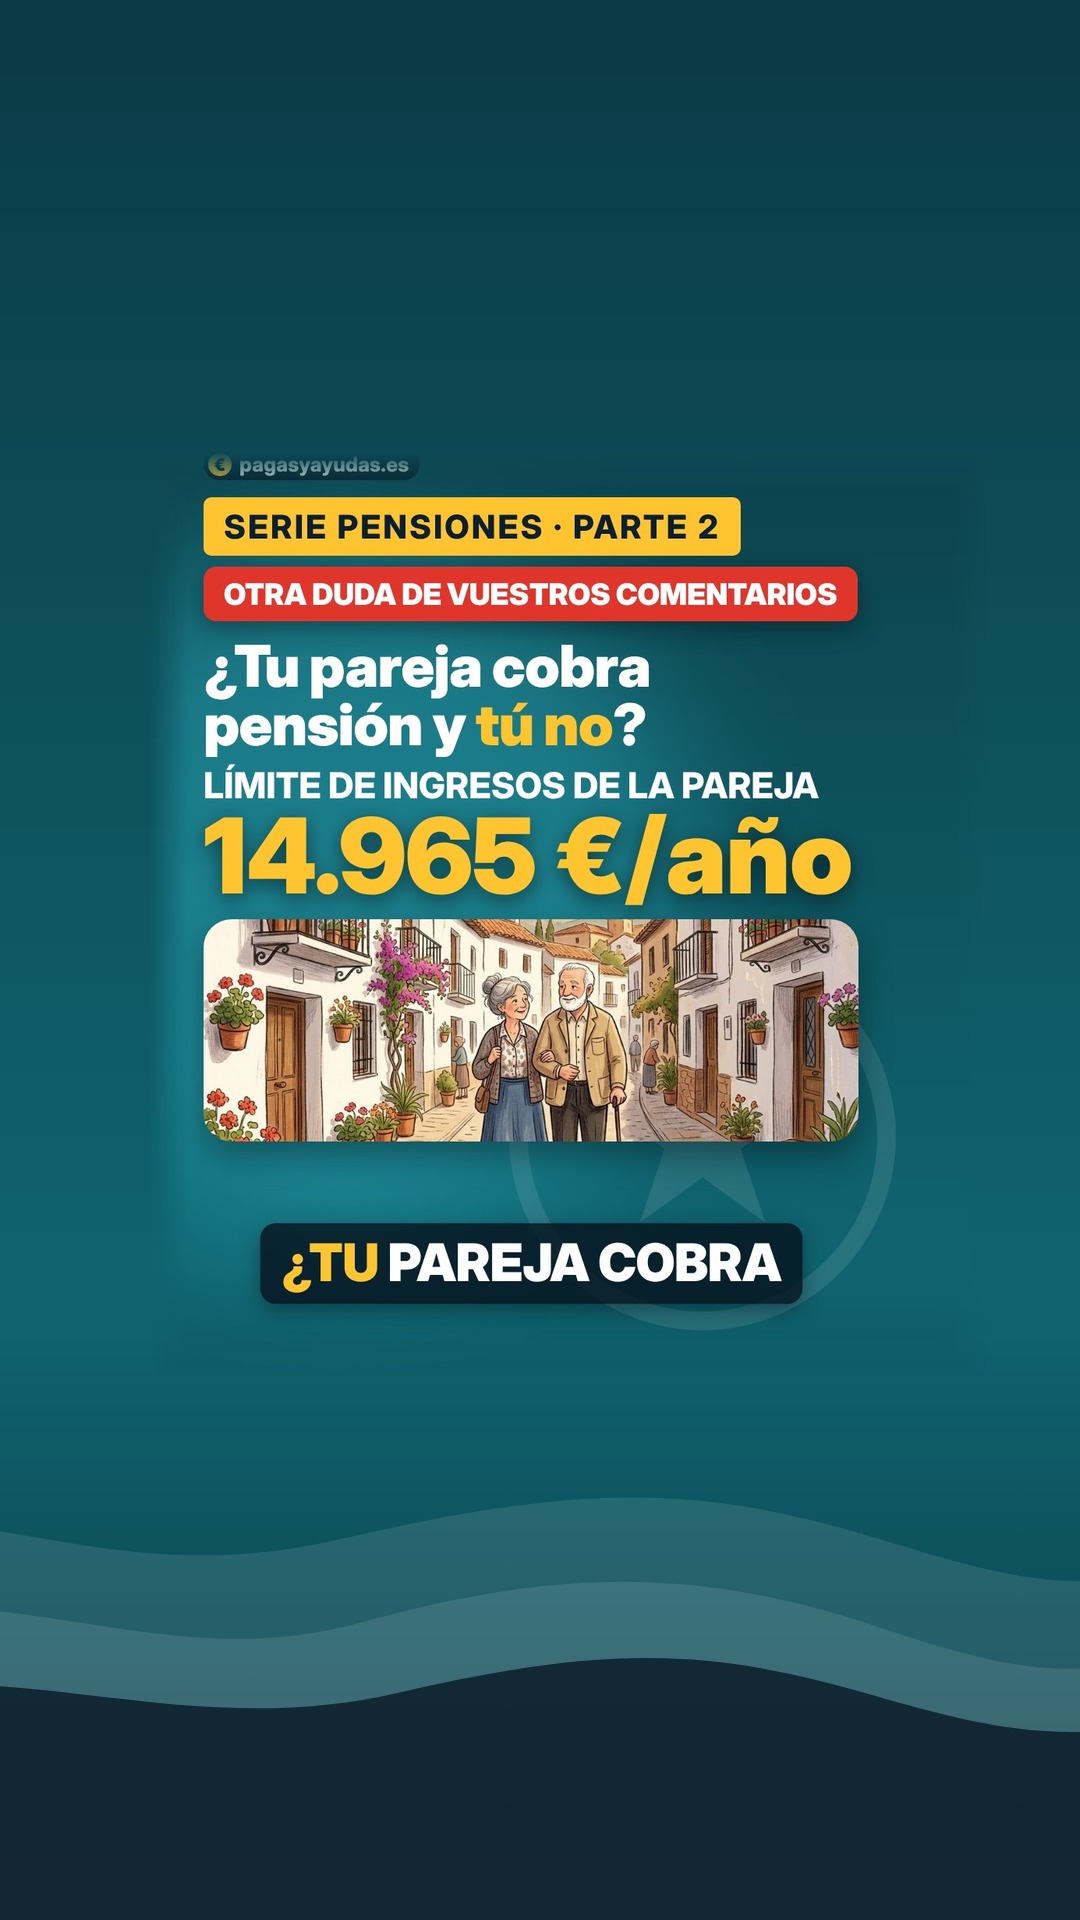 € pagasyayudas.es
SERIE PENSIONES · PARTE 2
OTRA DUDA DE VUESTROS COMENTARIOS
¿Tu pareja cobra
pensión y tú no?
LÍMITE DE INGRESOS DE LA PAREJA
14.965 €/año
¿TU PAREJA COBRA